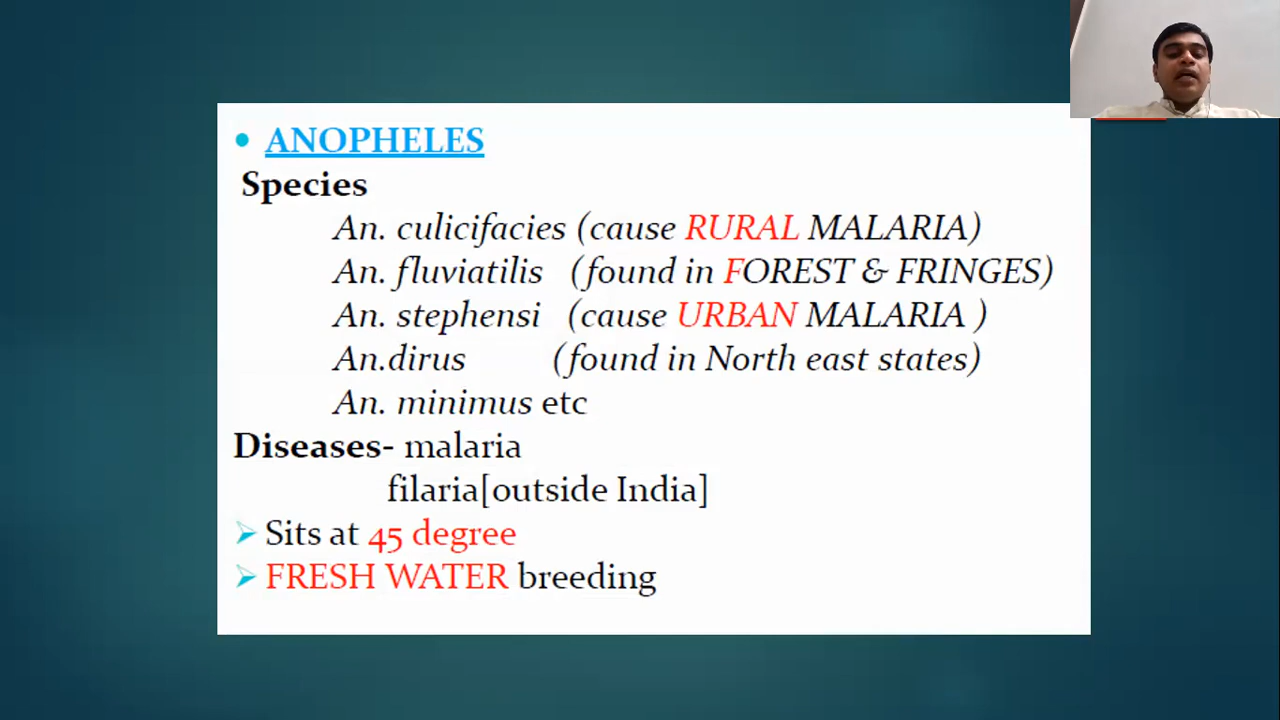 • ANOPHELES
Species
An. culicifacies (cause RURAL MALARIA)
An. fluviatilis (found in FOREST & FRINGES)
An. stephensi (cause URBAN MALARIA )
An.dirus (found in North east states)
An. minimus etc
Diseases- malaria
filaria[outside India]
➢ Sits at 45 degree
➢ FRESH WATER breeding